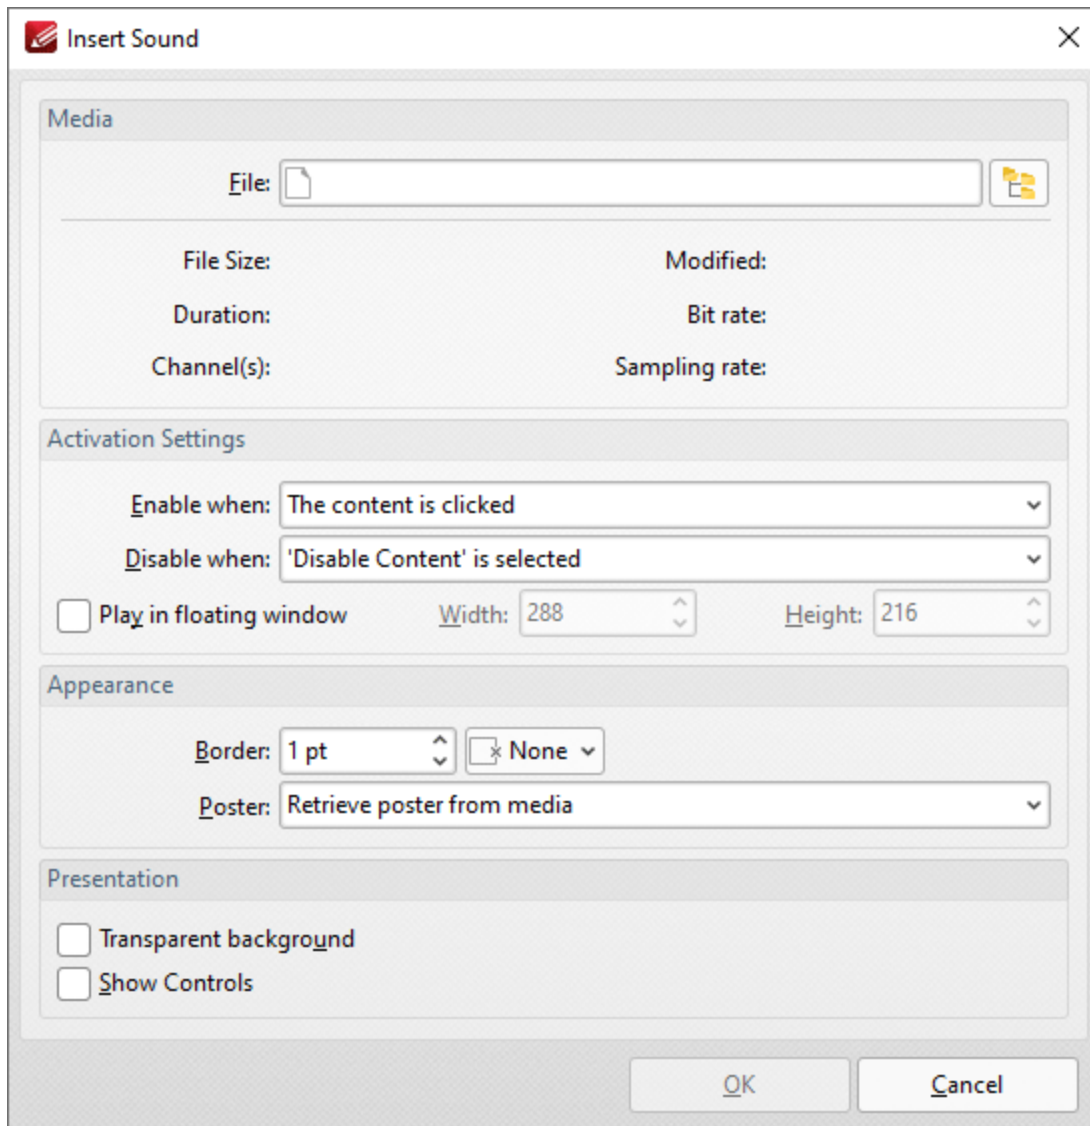 Insert Sound
Media
File:
File Size: Modified:
Duration: Bit rate:
Channel(s): Sampling rate:
Activation Settings
Enable when: The content is clicked
Disable when: 'Disable Content' is selected
Play in floating window Width: 288 Height: 216
Appearance
Border: 1 pt None
Poster: Retrieve poster from media
Presentation
Transparent background
Show Controls
OK Cancel